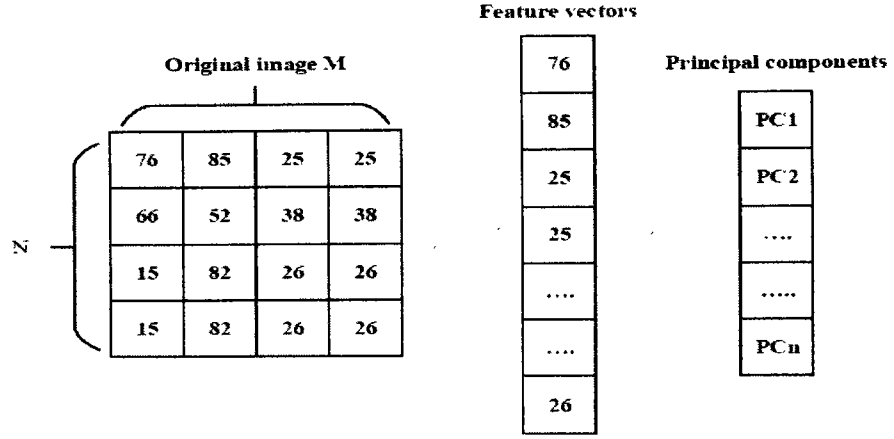 Feature vectors
Original image M
Principal components
76 85 25 25
66 52 38 38
15 82 26 26
15 82 26 26
N
76
85
25
25
....
....
26
PC1
PC2
....
.....
PCn